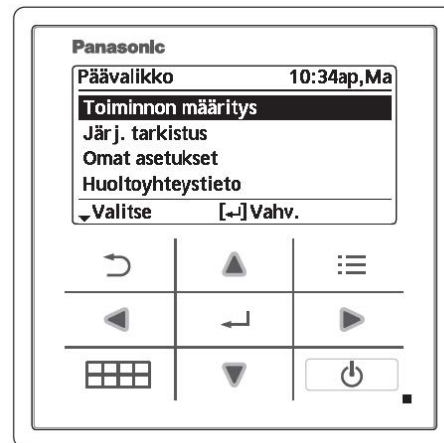 Panasonic
Päävalikko 10:34ap,Ma
Toiminnon määritys
Järj. tarkistus
Omat asetukset
Huoltoyhteystieto
Valitse [↵]Vahv.